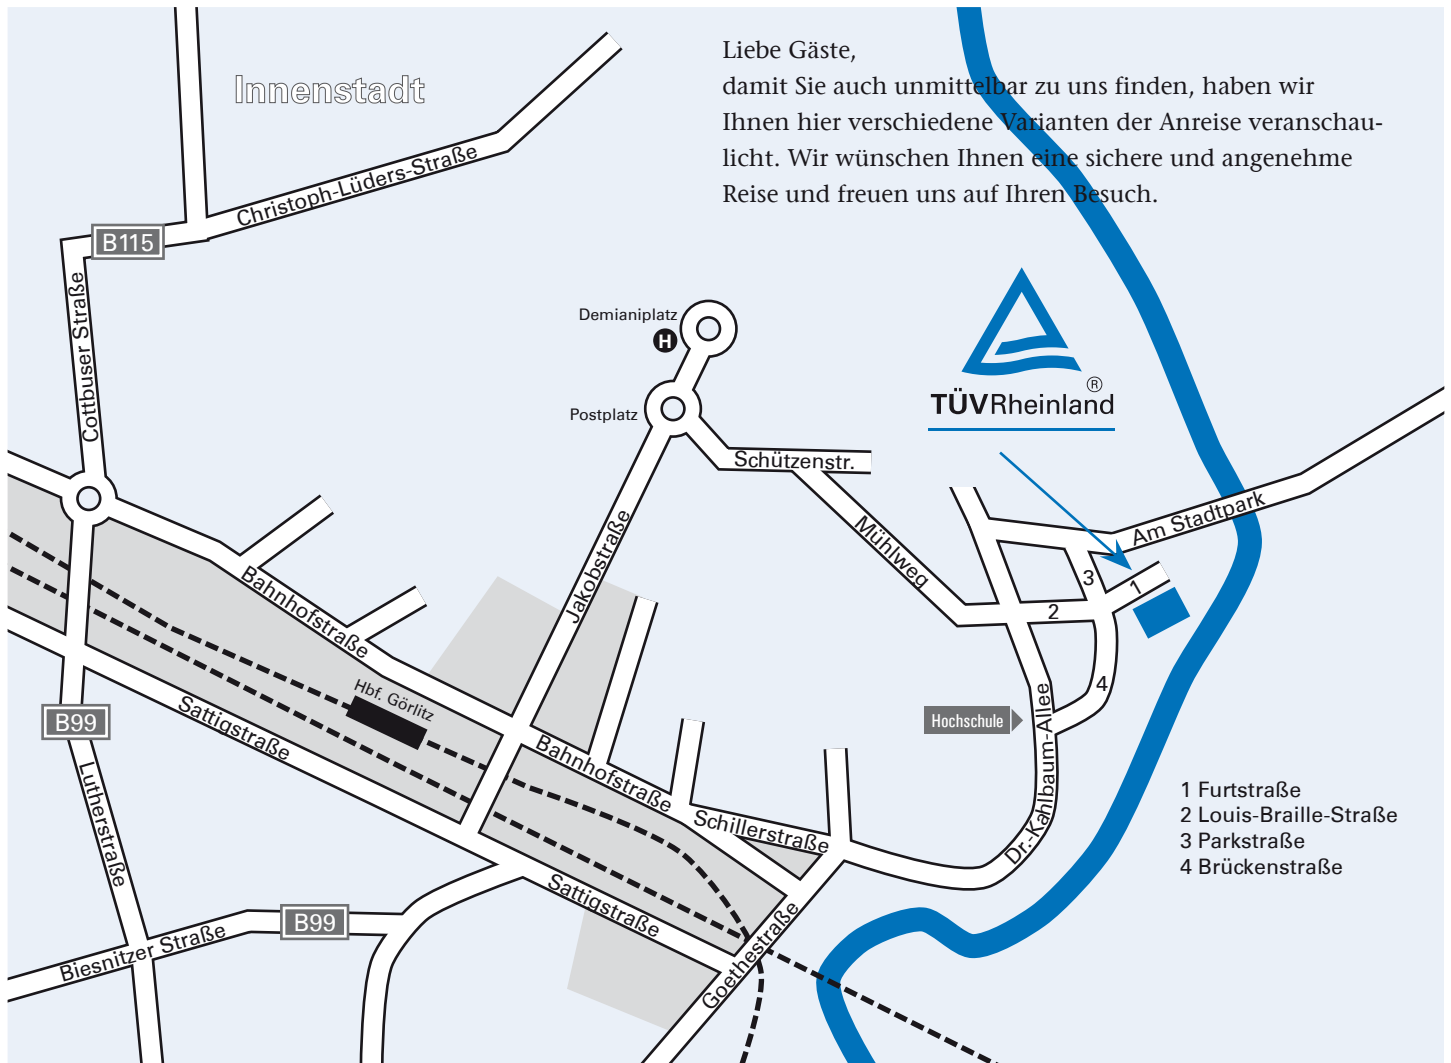 Liebe Gäste,
damit Sie auch unmittelbar zu uns finden, haben wir
Ihnen hier verschiedene Varianten der Anreise veranschau-
licht. Wir wünschen Ihnen eine sichere und angenehme
Reise und freuen uns auf Ihren Besuch.
Innenstadt
Christoph-Lüders-Straße
B115
Cottbuser Straße
Demianiplatz
H
Postplatz
TÜVRheinland
®
Schützenstr.
Mühlweg
Am Stadtpark
Jakobstraße
Bahnhofstraße
3
1
2
4
Hbf. Görlitz
Sattigstraße
B99
Hochschule
Dr.-Kahlbaum-Allee
Bahnhofstraße
Schillerstraße
Lutherstraße
1 Furtstraße
2 Louis-Braille-Straße
3 Parkstraße
4 Brückenstraße
Sattigstraße
B99
Biesnitzer Straße
Goethestraße